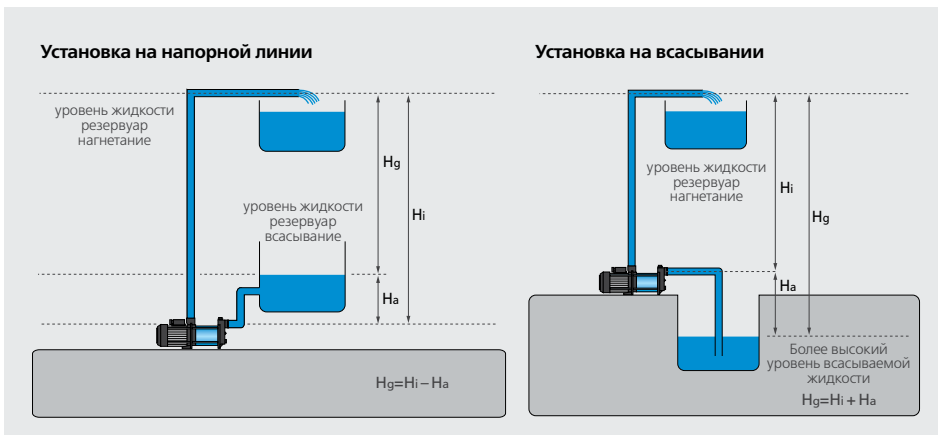 Установка на напорной линии
уровень жидкости
резервуар
нагнетание
Hg
Hi
уровень жидкости
резервуар
всасывание
Ha
Hg=Hi – Ha
Установка на всасывании
уровень жидкости
резервуар
нагнетание
Hi
Hg
Ha
Более высокий
уровень всасываемой
жидкости
Hg=Hi + Ha